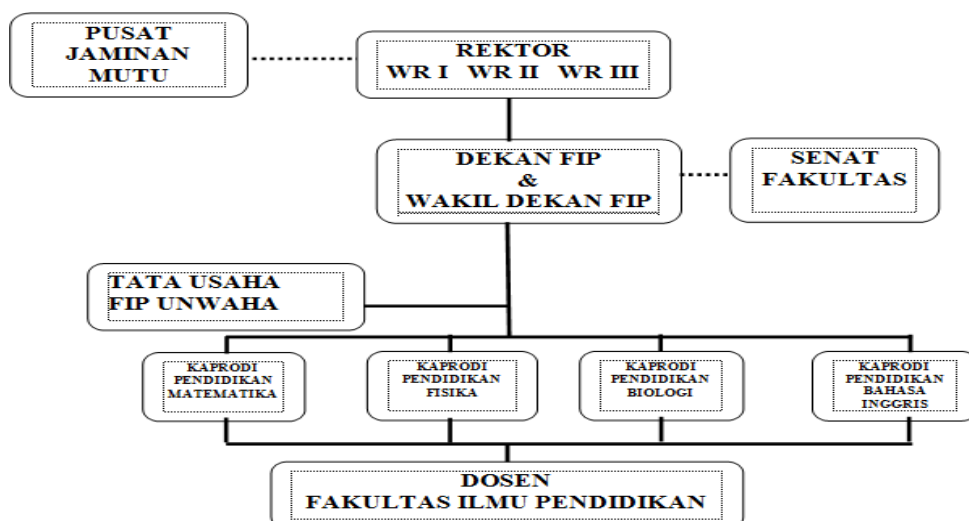 PUSAT
JAMINAN
MUTU
REKTOR
WR I WR II WR III
DEKAN FIP
&
WAKIL DEKAN FIP
SENAT
FAKULTAS
TATA USAHA
FIP UNWAHA
KAPRODI
PENDIDIKAN
MATEMATIKA
KAPRODI
PENDIDIKAN
FISIKA
KAPRODI
PENDIDIKAN
BIOLOGI
KAPRODI
PENDIDIKAN
BAHASA
INGGRIS
DOSEN
FAKULTAS ILMU PENDIDIKAN